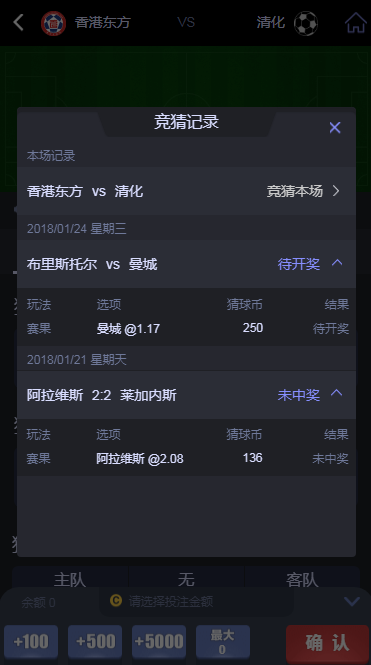 香港东方 VS 清化
竞猜记录
本场记录
香港东方 vs 清化 竞猜本场
2018/01/24 星期三
布里斯托尔 vs 曼城 待开奖
玩法 选项 猜球币 结果
赛果 曼城 @1.17 250 待开奖
2018/01/21 星期天
阿拉维斯 2:2 莱加内斯 未中奖
玩法 选项 猜球币 结果
赛果 阿拉维斯 @2.08 136 未中奖
主队 无 客队
余额 0 请选择投注金额
+100 +500 +5000 最大 确 认
0